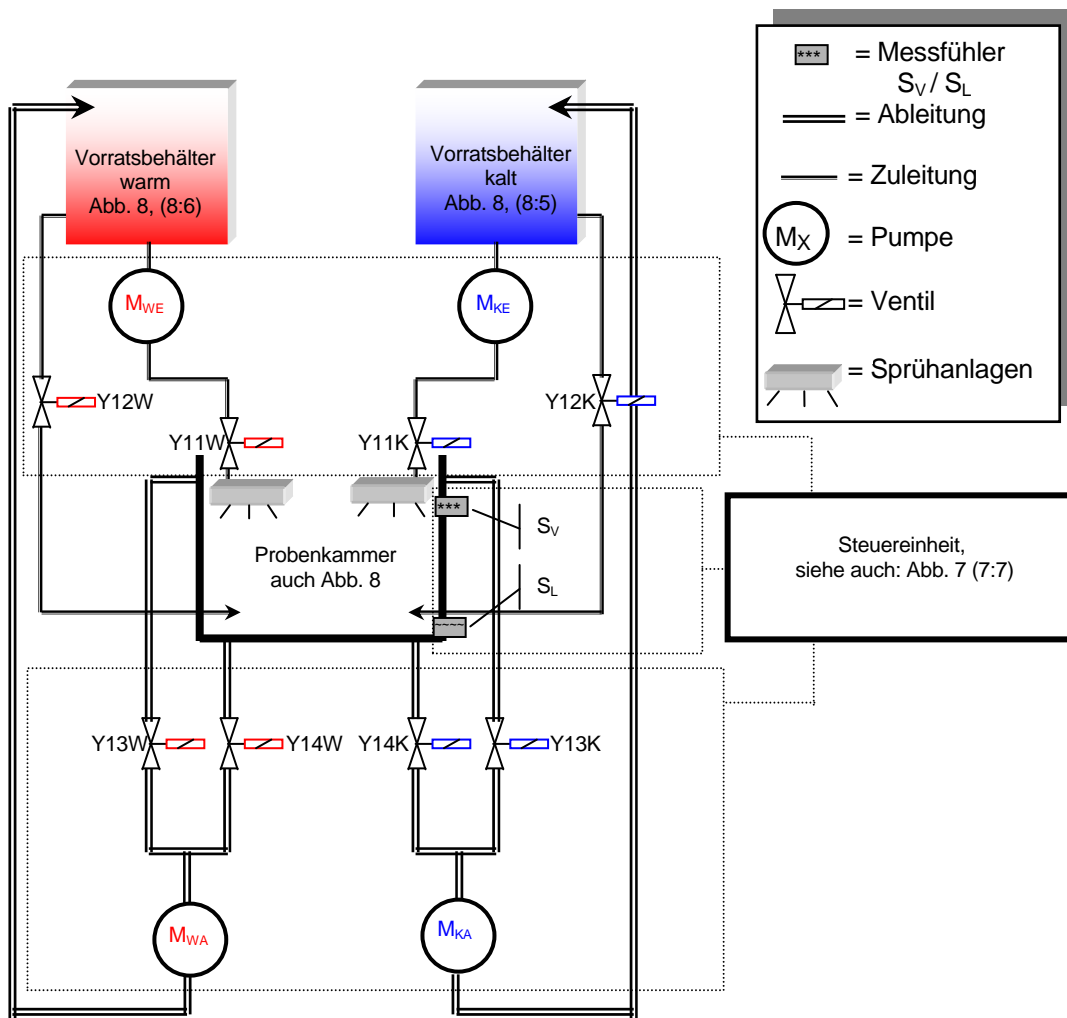 Vorratsbehälter
warm
Abb. 8, (8:6)
Vorratsbehälter
kalt
Abb. 8, (8:5)
*** = Messfühler
SV / SL
= Ableitung
= Zuleitung
MX = Pumpe
= Ventil
= Sprühanlagen
MWE
MKE
Y12W
Y12K
Y11W
Y11K
***
SV
Probenkammer
auch Abb. 8
SL
~~~~
Steuereinheit,
siehe auch: Abb. 7 (7:7)
Y13W
Y14W
Y14K
Y13K
MWA
MKA